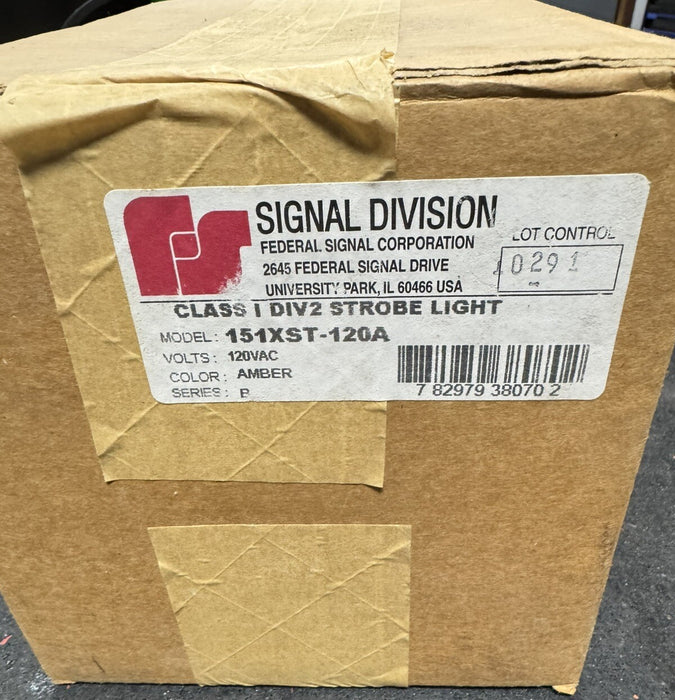 SIGNAL DIVISION
FEDERAL SIGNAL CORPORATION
2645 FEDERAL SIGNAL DRIVE
UNIVERSITY PARK, IL 60466 USA
LOT CONTROL
10291
CLASS I DIV2 STROBE LIGHT
MODEL: 151XST-120A
VOLTS: 120VAC
COLOR: AMBER
SERIES: B
7 82979 38070 2